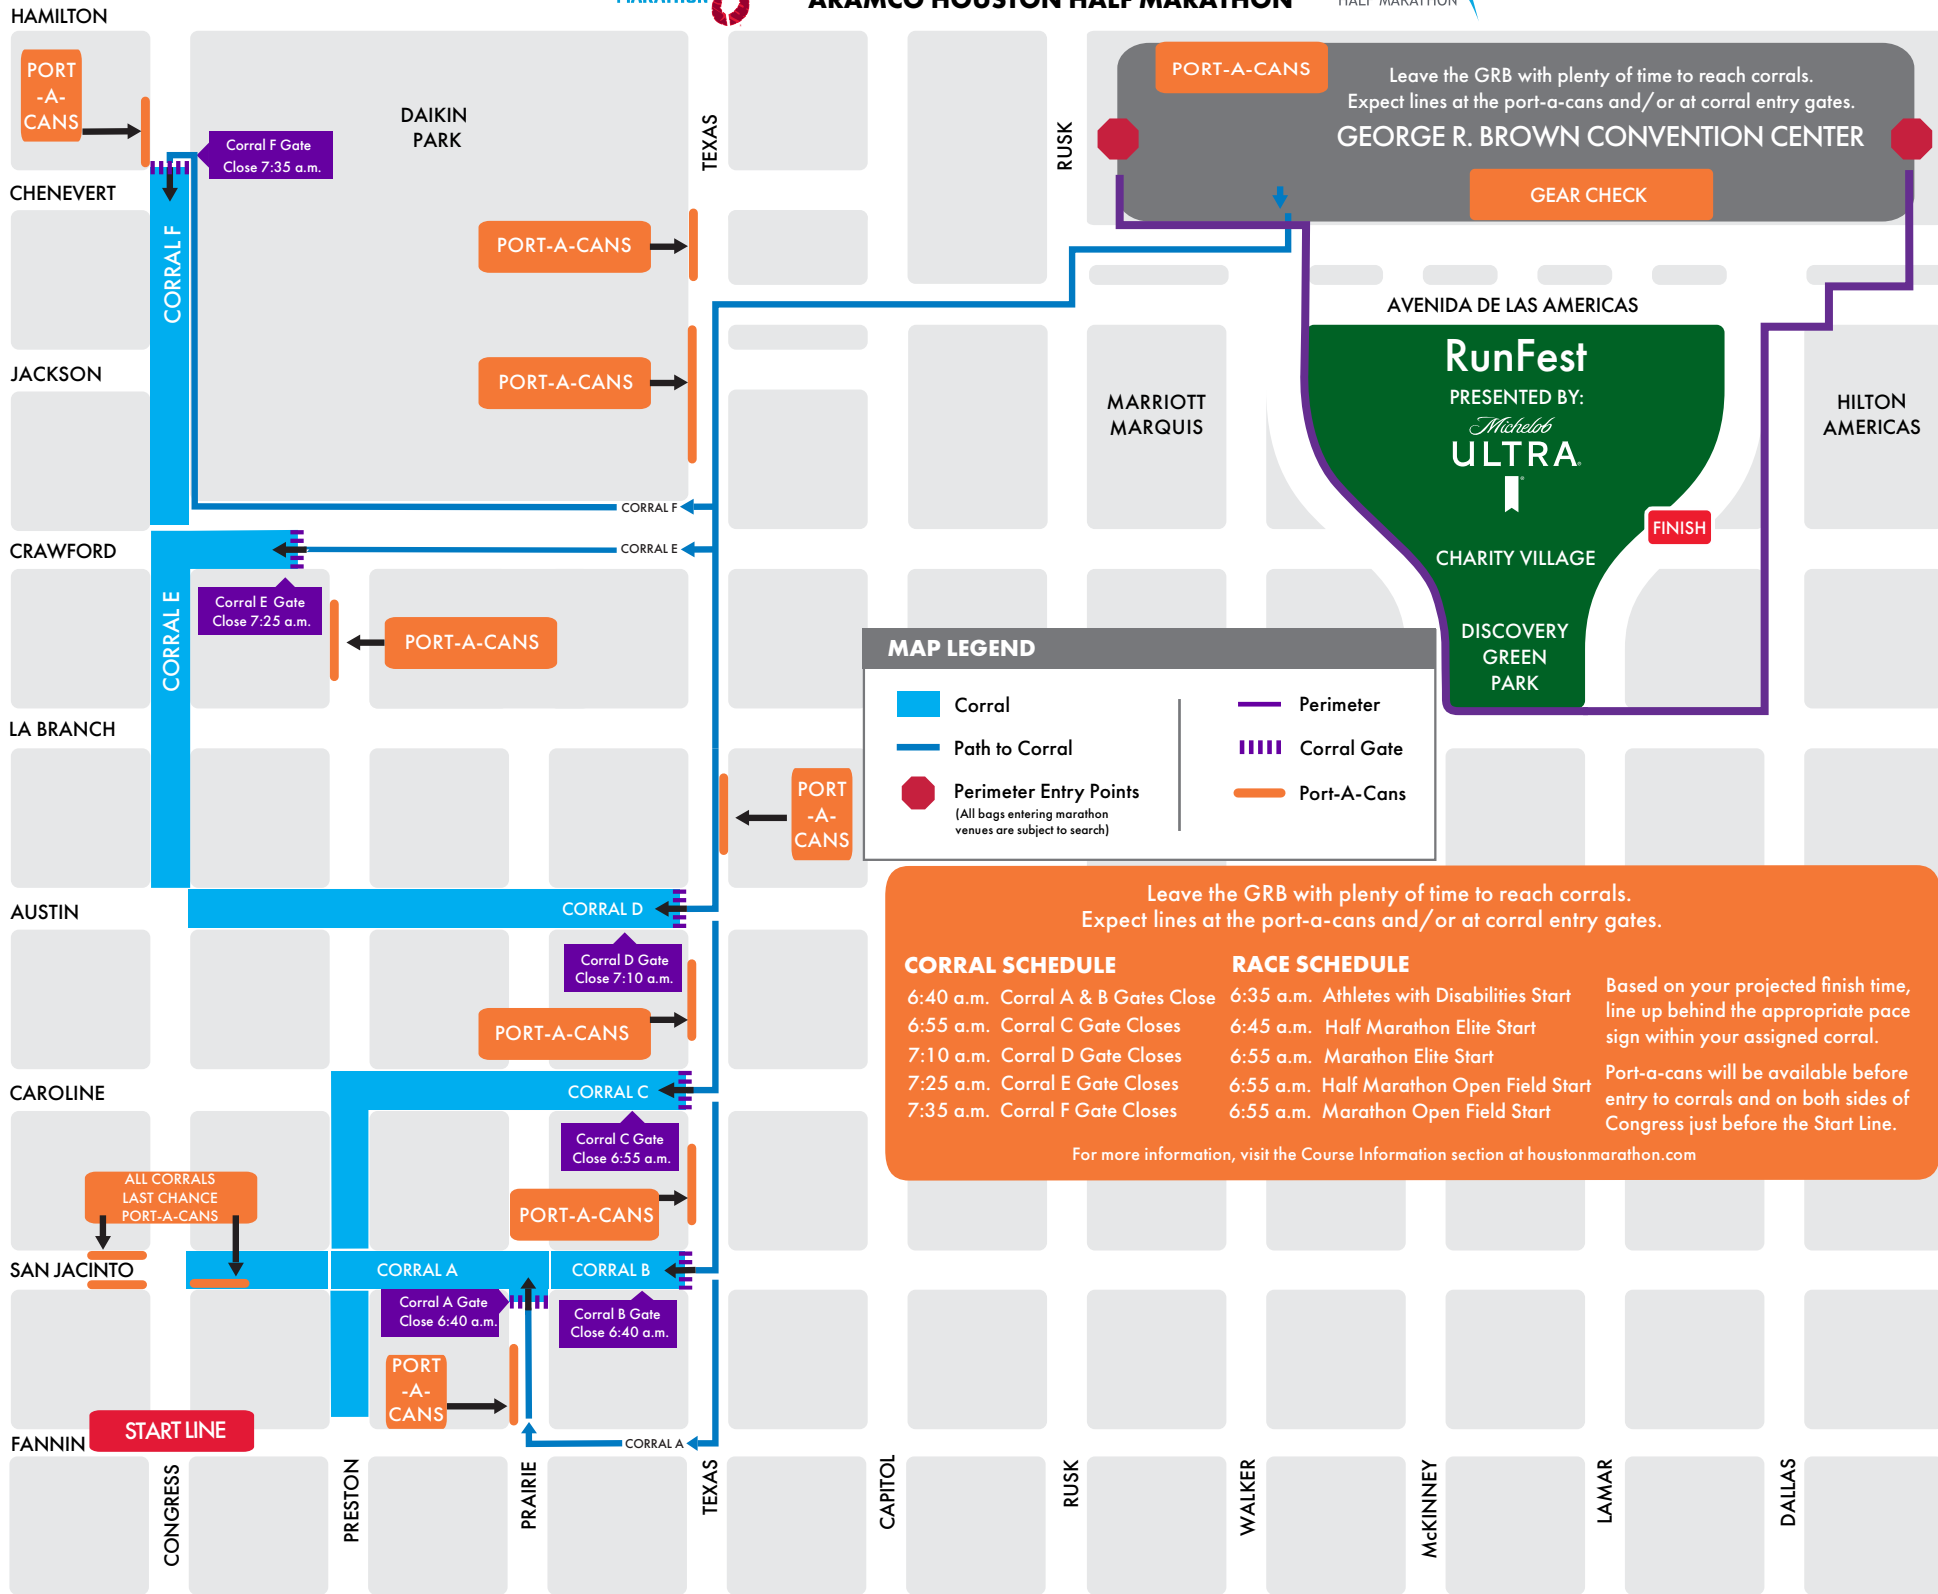 MARATHON
ARAMCO HOUSTON HALF MARATHON
HALF MARATHON
HAMILTON
PORT
-A-
CANS
DAIKIN
PARK
Corral F Gate
Close 7:35 a.m.
TEXAS
RUSK
PORT-A-CANS
Leave the GRB with plenty of time to reach corrals.
Expect lines at the port-a-cans and/or at corral entry gates.
GEORGE R. BROWN CONVENTION CENTER
GEAR CHECK
CHENEVERT
CORRAL F
PORT-A-CANS
AVENIDA DE LAS AMERICAS
JACKSON
PORT-A-CANS
MARRIOTT
MARQUIS
RunFest
PRESENTED BY:
Michelob
ULTRA
HILTON
AMERICAS
CORRAL F
FINISH
CRAWFORD
CORRAL E
CHARITY VILLAGE
CORRAL E
Corral E Gate
Close 7:25 a.m.
PORT-A-CANS
DISCOVERY
GREEN
PARK
LA BRANCH
MAP LEGEND
Corral
Path to Corral
Perimeter Entry Points
(All bags entering marathon
venues are subject to search)
Perimeter
Corral Gate
Port-A-Cans
PORT
-A-
CANS
AUSTIN
CORRAL D
Corral D Gate
Close 7:10 a.m.
PORT-A-CANS
Leave the GRB with plenty of time to reach corrals.
Expect lines at the port-a-cans and/or at corral entry gates.
CORRAL SCHEDULE
6:40 a.m. Corral A & B Gates Close
6:55 a.m. Corral C Gate Closes
7:10 a.m. Corral D Gate Closes
7:25 a.m. Corral E Gate Closes
7:35 a.m. Corral F Gate Closes
RACE SCHEDULE
6:35 a.m. Athletes with Disabilities Start
6:45 a.m. Half Marathon Elite Start
6:55 a.m. Marathon Elite Start
6:55 a.m. Half Marathon Open Field Start
6:55 a.m. Marathon Open Field Start
Based on your projected finish time,
line up behind the appropriate pace
sign within your assigned corral.
Port-a-cans will be available before
entry to corrals and on both sides of
Congress just before the Start Line.
For more information, visit the Course Information section at houstonmarathon.com
CAROLINE
CORRAL C
Corral C Gate
Close 6:55 a.m.
PORT-A-CANS
ALL CORRALS
LAST CHANCE
PORT-A-CANS
SAN JACINTO
CORRAL A
CORRAL B
Corral A Gate
Close 6:40 a.m.
Corral B Gate
Close 6:40 a.m.
PORT
-A-
CANS
START LINE
FANNIN
CORRAL A
CONGRESS
PRESTON
PRAIRIE
TEXAS
CAPITOL
RUSK
WALKER
McKINNEY
LAMAR
DALLAS